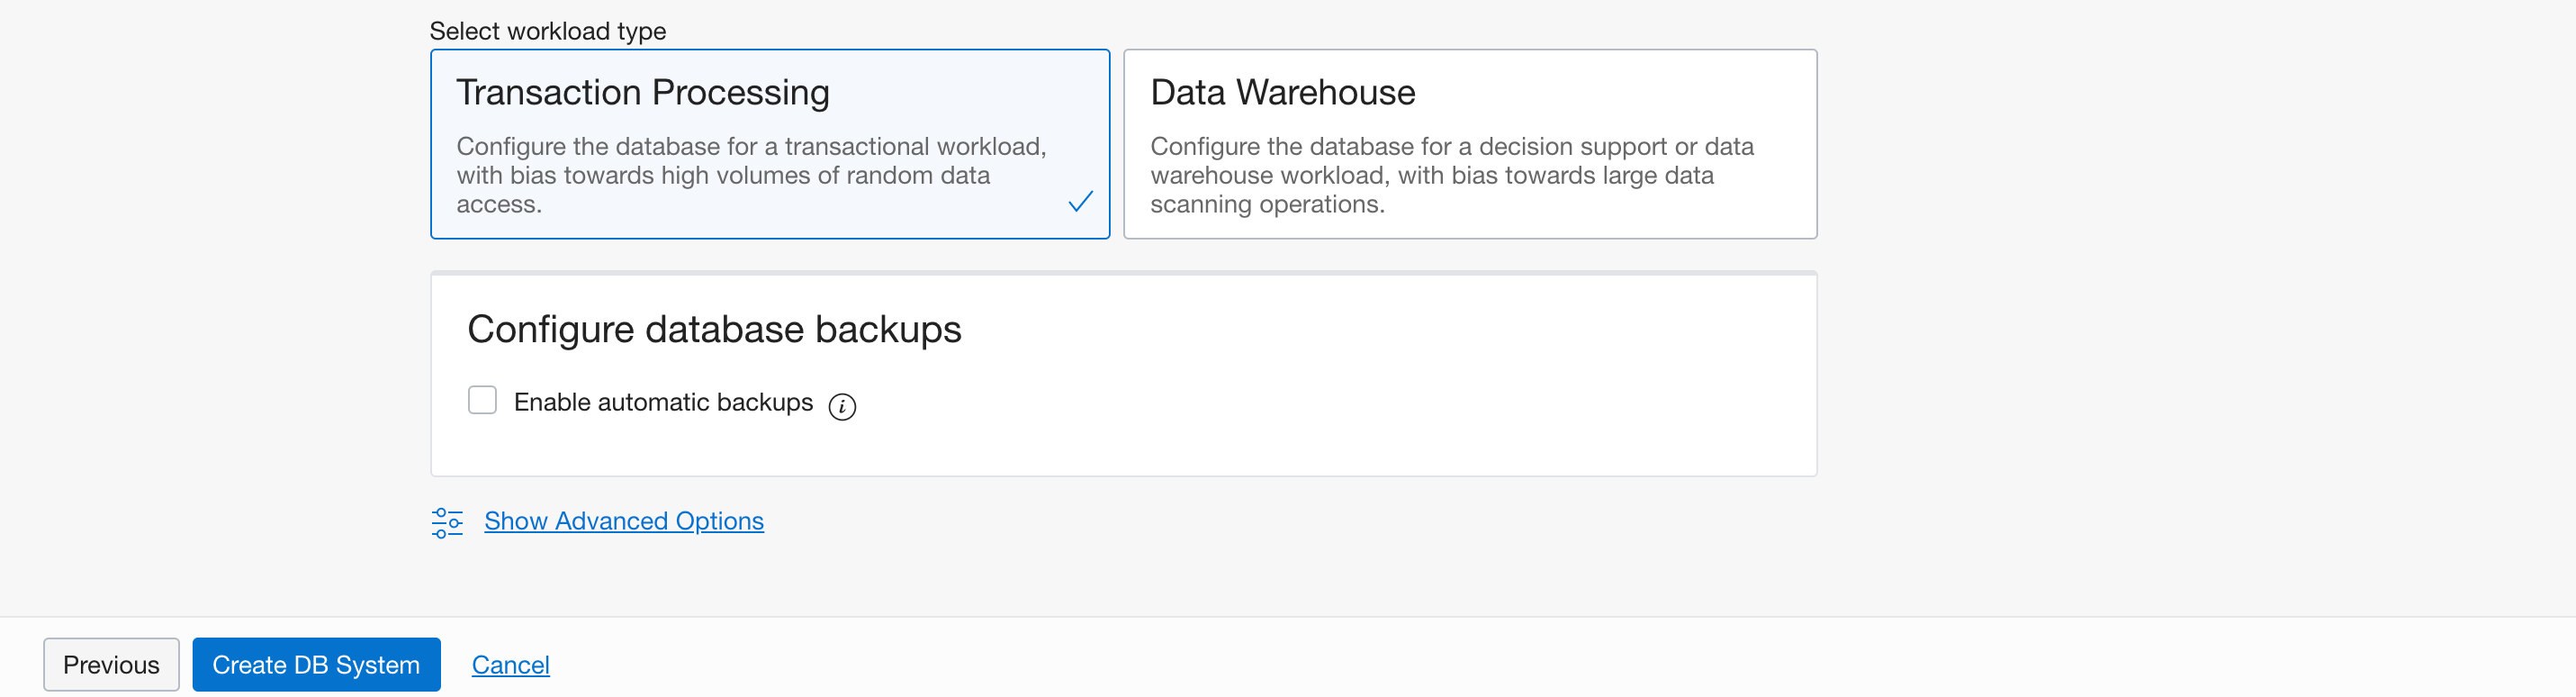 Select workload type
Transaction Processing
Configure the database for a transactional workload,
with bias towards high volumes of random data
access.
Data Warehouse
Configure the database for a decision support or data
warehouse workload, with bias towards large data
scanning operations.
Configure database backups
Enable automatic backups i
Show Advanced Options
Previous Create DB System Cancel